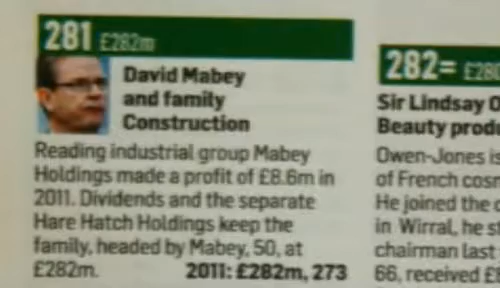 281 £282m
David Mabey
and family
Construction
Reading industrial group Mabey
Holdings made a profit of £8.6m in
2011. Dividends and the separate
Hare Hatch Holdings keep the
family, headed by Mabey, 50, at
£282m. 2011: £282m, 273
282=
Sir Lindsay O
Beauty prod
Owen-Jones is
of French cos
He joined the
in Wirral, he s
chairman last
66, received